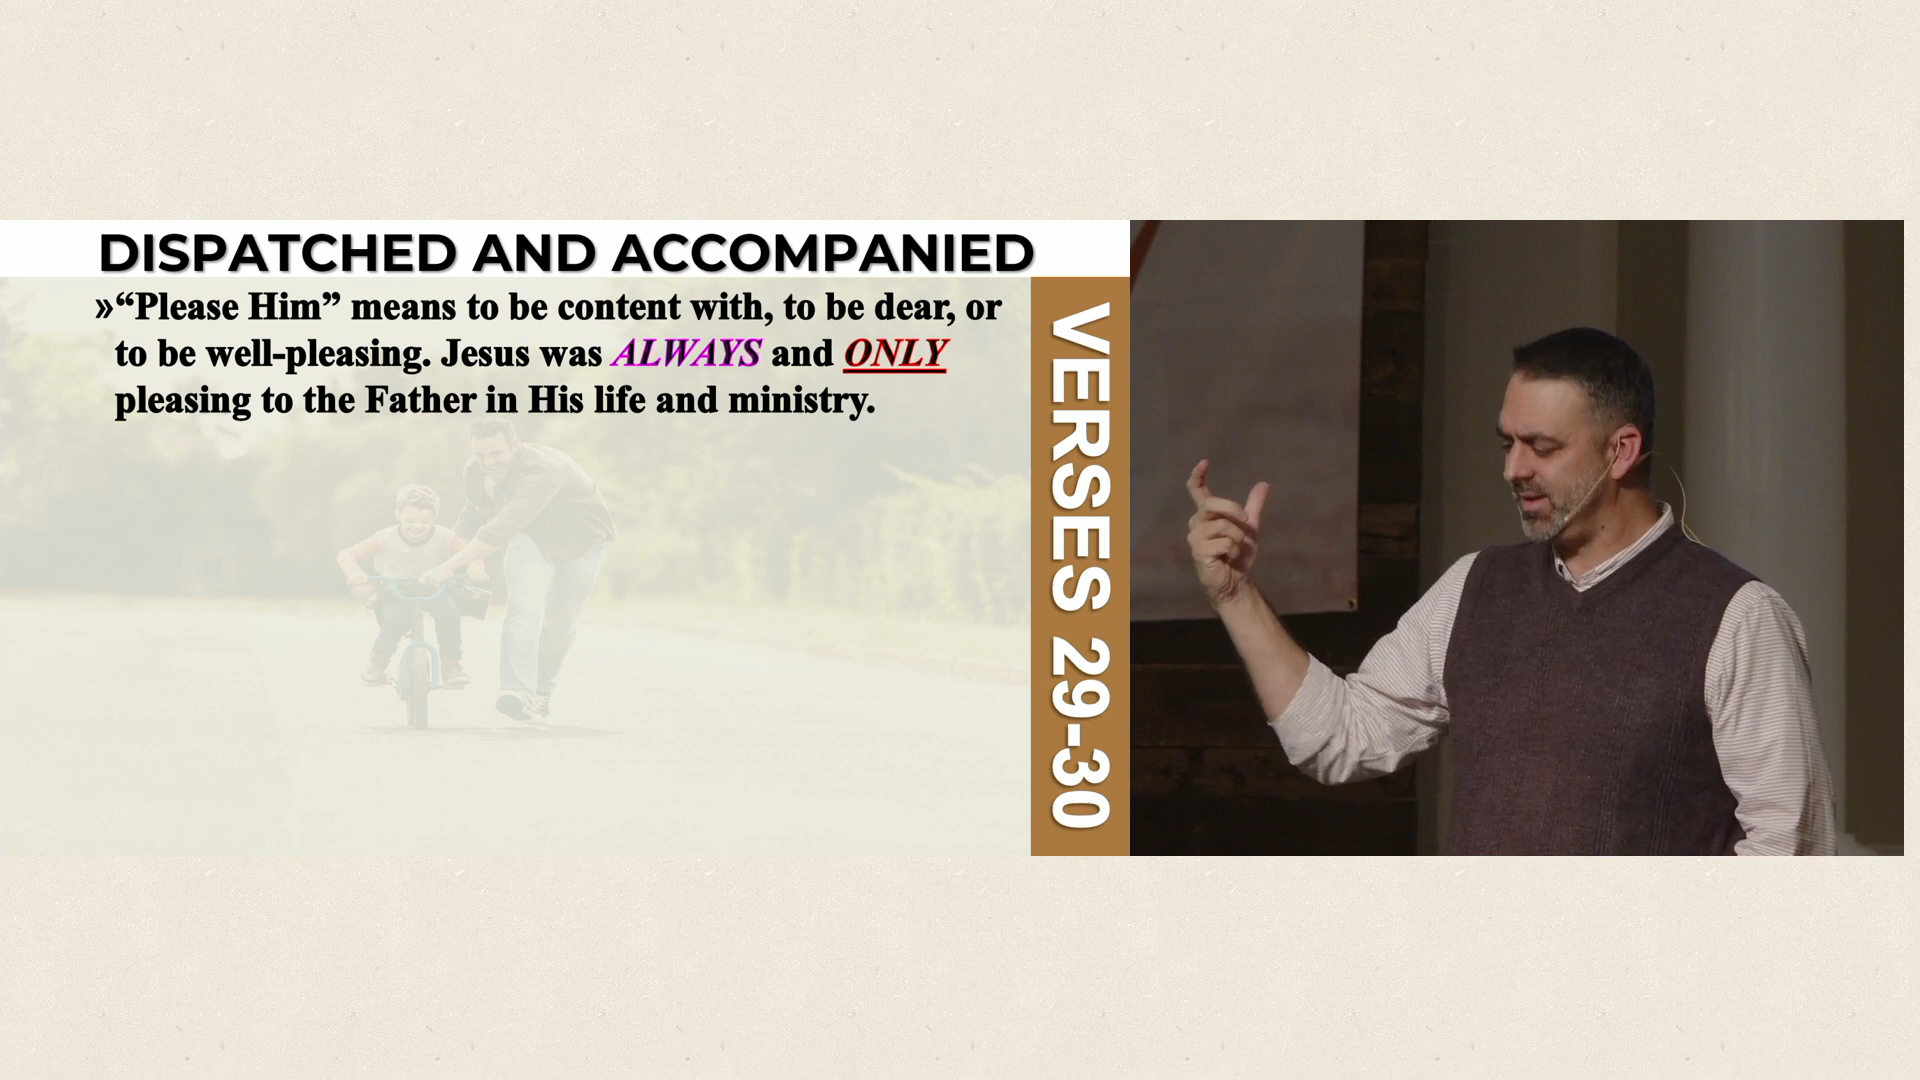 DISPATCHED AND ACCOMPANIED
»“Please Him” means to be content with, to be dear, or
to be well-pleasing. Jesus was ALWAYS and ONLY
pleasing to the Father in His life and ministry.
VERSES 29-30